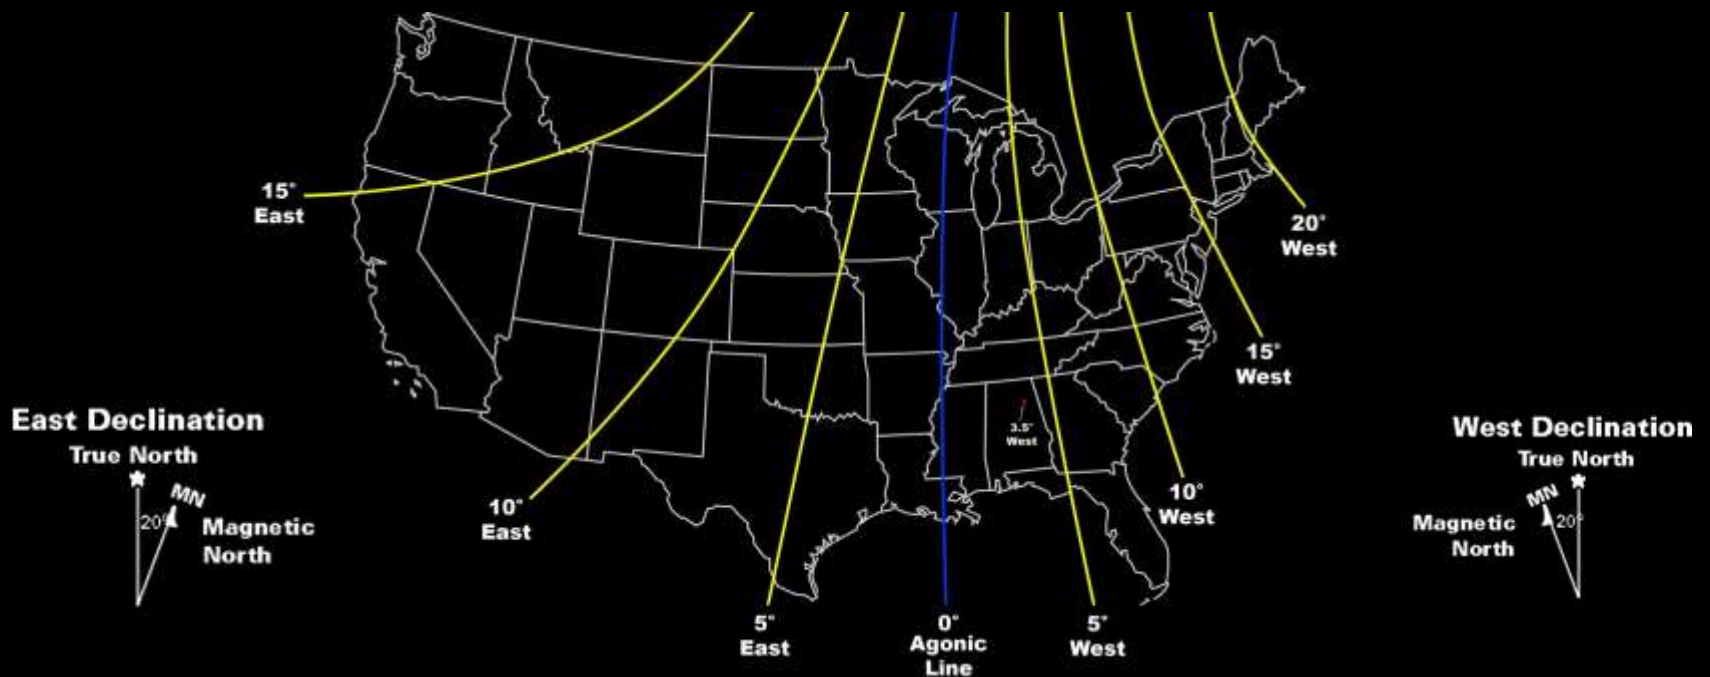 15°
East
20°
West
15°
West
East Declination
True North
MN
20°
Magnetic
North
3.5°
West
West Declination
True North
MN
20°
Magnetic
North
10°
East
10°
West
5°
East
0°
Agonic
Line
5°
West